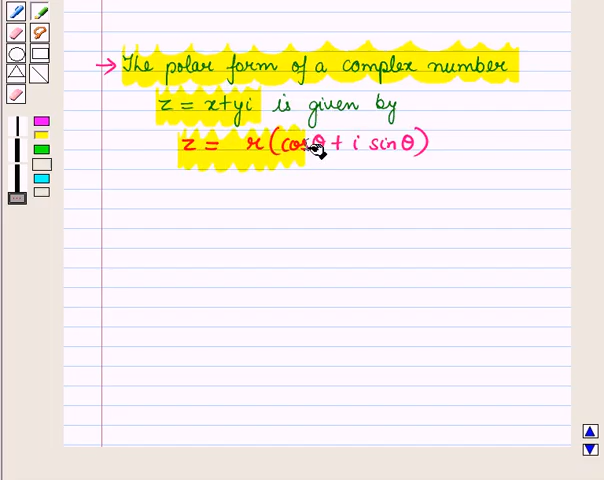 → The polar form of a complex number
z = x+yi is given by
z = r(cosθ + i sinθ)